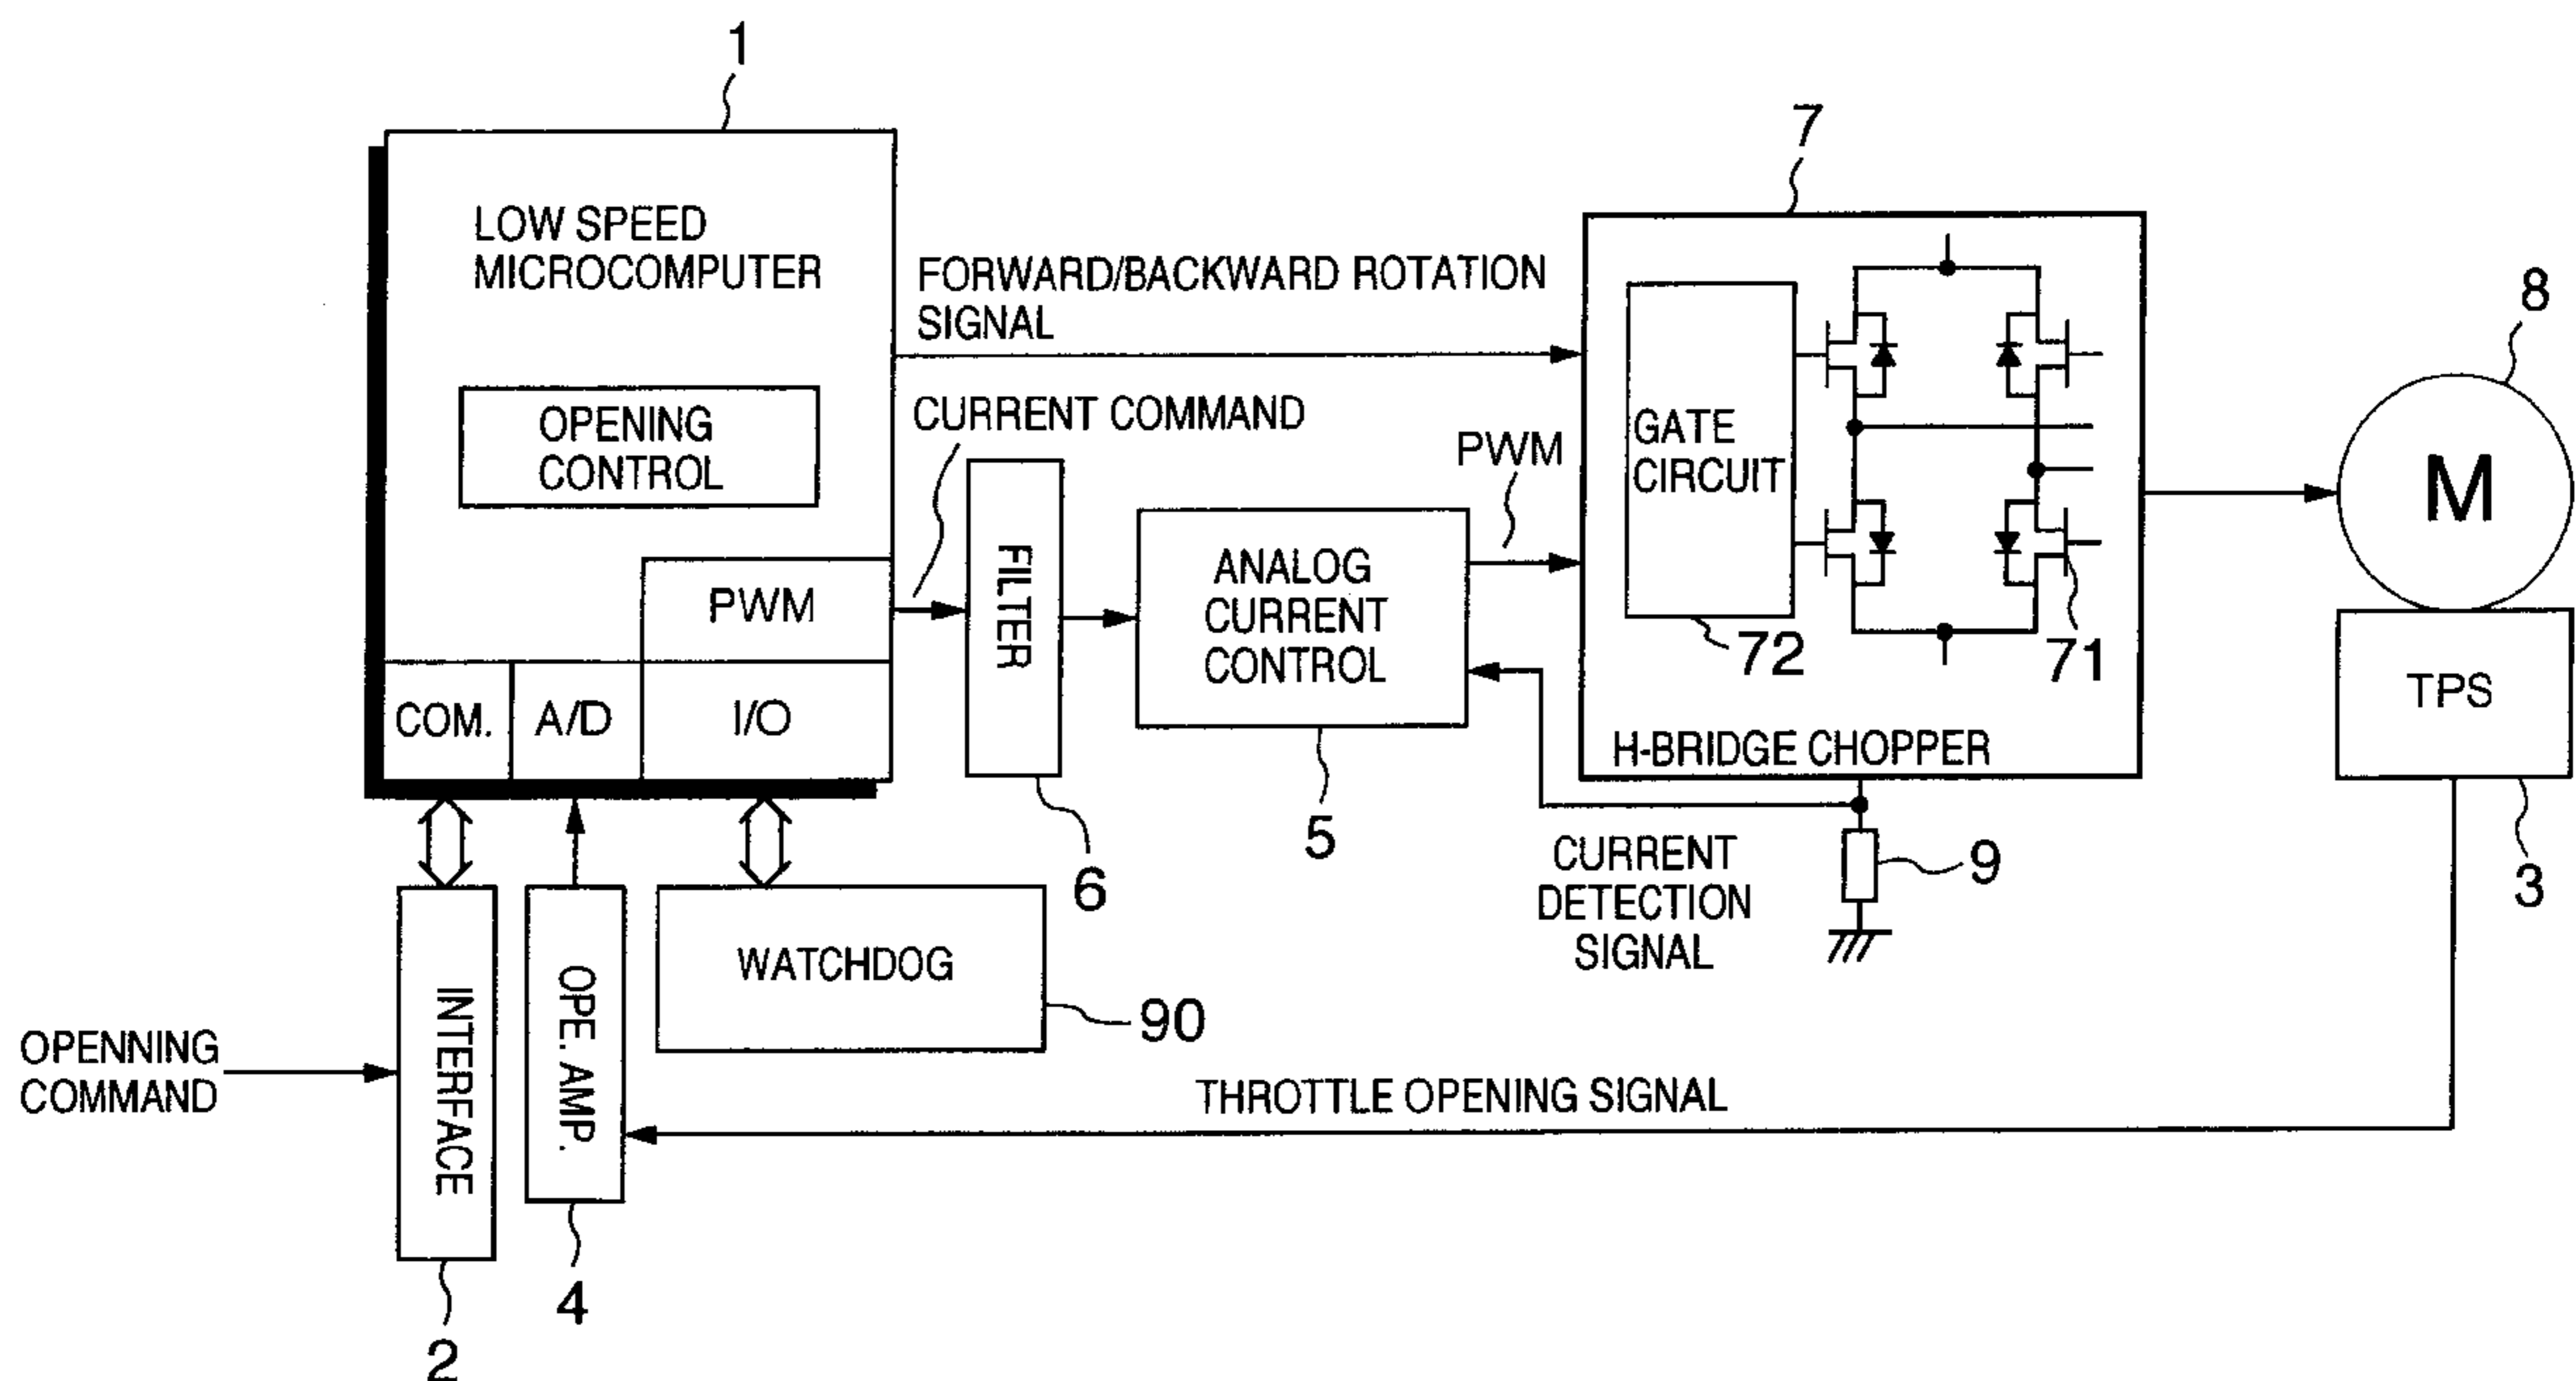 1
LOW SPEED
MICROCOMPUTER
OPENING
CONTROL
PWM
COM.
A/D
I/O
FORWARD/BACKWARD ROTATION
SIGNAL
CURRENT COMMAND
FILTER
6
ANALOG
CURRENT
CONTROL
5
PWM
7
GATE
CIRCUIT
72
71
H-BRIDGE CHOPPER
8
M
TPS
3
CURRENT
DETECTION
SIGNAL
9
OPENNING
COMMAND
INTERFACE
2
OPE. AMP.
4
WATCHDOG
90
THROTTLE OPENING SIGNAL